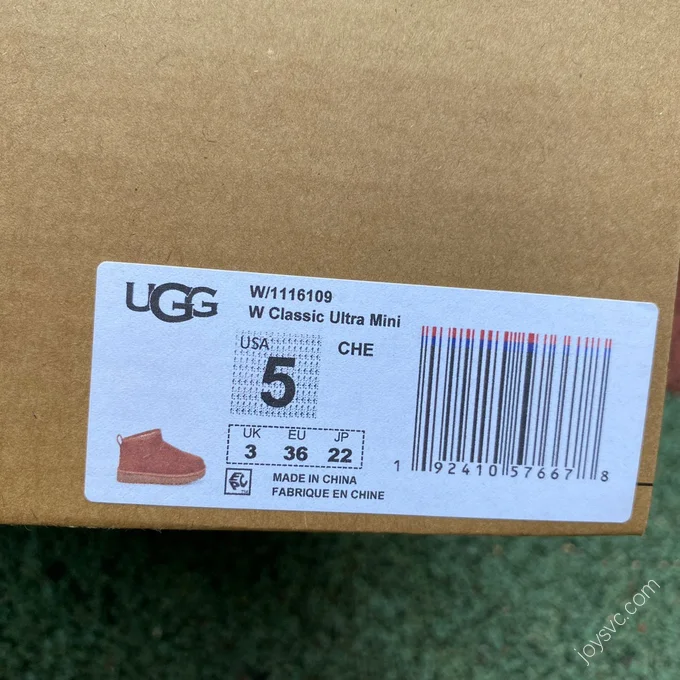 UGG
W/1116109
W Classic Ultra Mini
USA
5
CHE
UK EU JP
3 36 22
MADE IN CHINA
FABRIQUE EN CHINE
1 92410 57667 8
joysvc.com